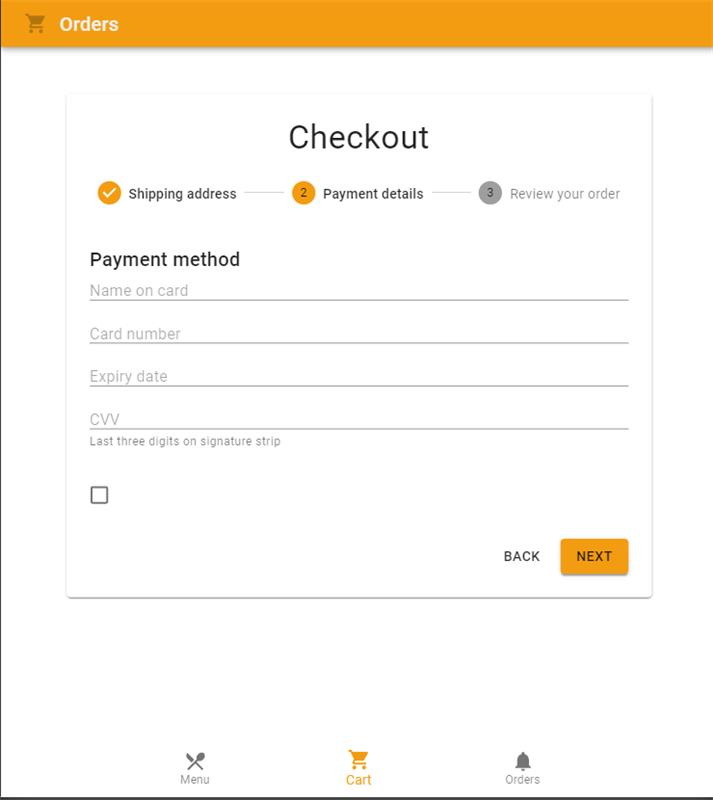 Orders
Checkout
Shipping address 2 Payment details 3 Review your order
Payment method
Name on card
Card number
Expiry date
CVV
Last three digits on signature strip
BACK NEXT
Menu Cart Orders